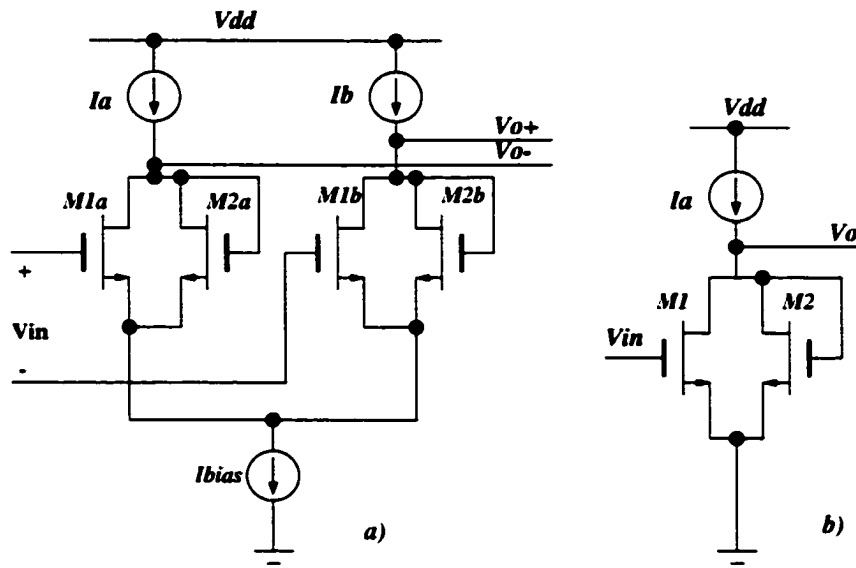 Vdd
Ia
Ib
Vo+
Vo-
M1a
M2a
M1b
M2b
+
Vin
-
Ibias
a)
Vdd
Ia
Vo
M1
M2
Vin
b)